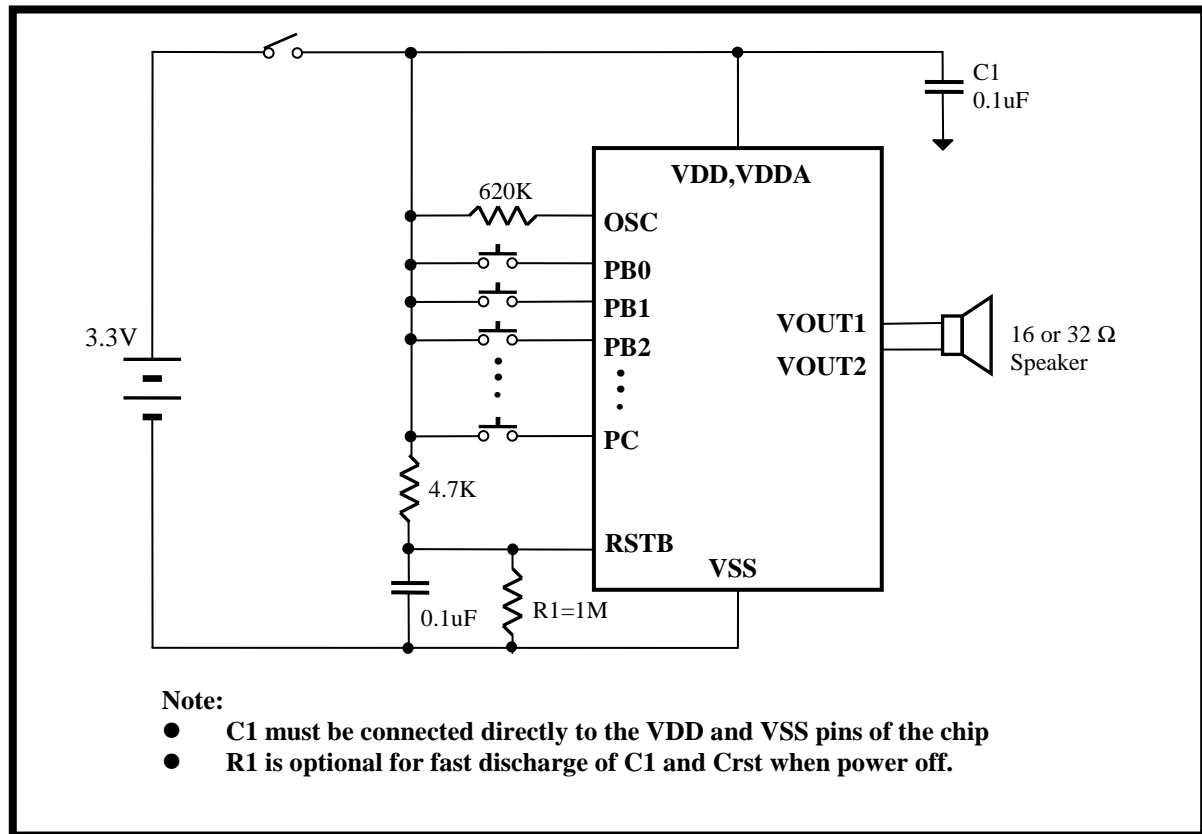 C1
0.1uF
VDD,VDDA
620K
OSC
PB0
PB1
PB2
PC
3.3V
VOUT1
VOUT2
16 or 32 Ω
Speaker
4.7K
RSTB
VSS
0.1uF
R1=1M
Note:
● C1 must be connected directly to the VDD and VSS pins of the chip
● R1 is optional for fast discharge of C1 and Crst when power off.